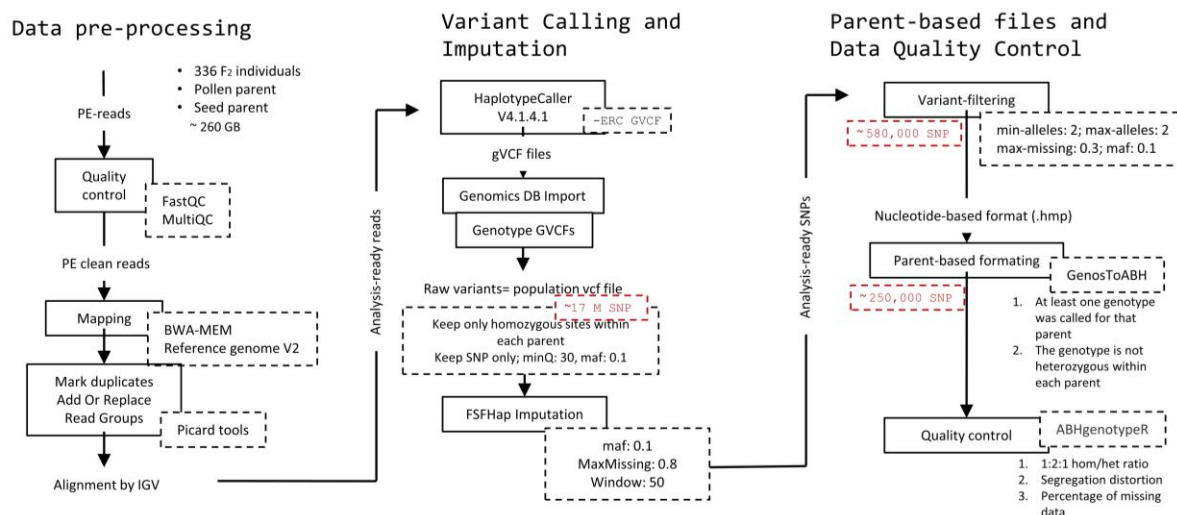 Data pre-processing
• 336 F₂ individuals
• Pollen parent
• Seed parent
~ 260 GB
PE-reads
Quality
control
FastQC
MultiQC
PE clean reads
Mapping
BWA-MEM
Reference genome V2
Mark duplicates
Add Or Replace
Read Groups
Picard tools
Alignment by IGV
Analysis-ready reads
Variant Calling and
Imputation
HaplotypeCaller
V4.1.4.1
-ERC GVCF
gVCF files
Genomics DB Import
Genotype GVCFs
Raw variants= population vcf file
~17 M SNP
Keep only homozygous sites within
each parent
Keep SNP only; minQ: 30, maf: 0.1
FSFHap Imputation
maf: 0.1
MaxMissing: 0.8
Window: 50
Analysis-ready SNPs
Parent-based files and
Data Quality Control
Variant-filtering
~580,000 SNP
min-alleles: 2; max-alleles: 2
max-missing: 0.3; maf: 0.1
Nucleotide-based format (.hmp)
Parent-based formating
GenosToABH
~250,000 SNP
1. At least one genotype
was called for that
parent
2. The genotype is not
heterozygous within
each parent
Quality control
ABHgenotypeR
1. 1:2:1 hom/het ratio
2. Segregation distortion
3. Percentage of missing
data